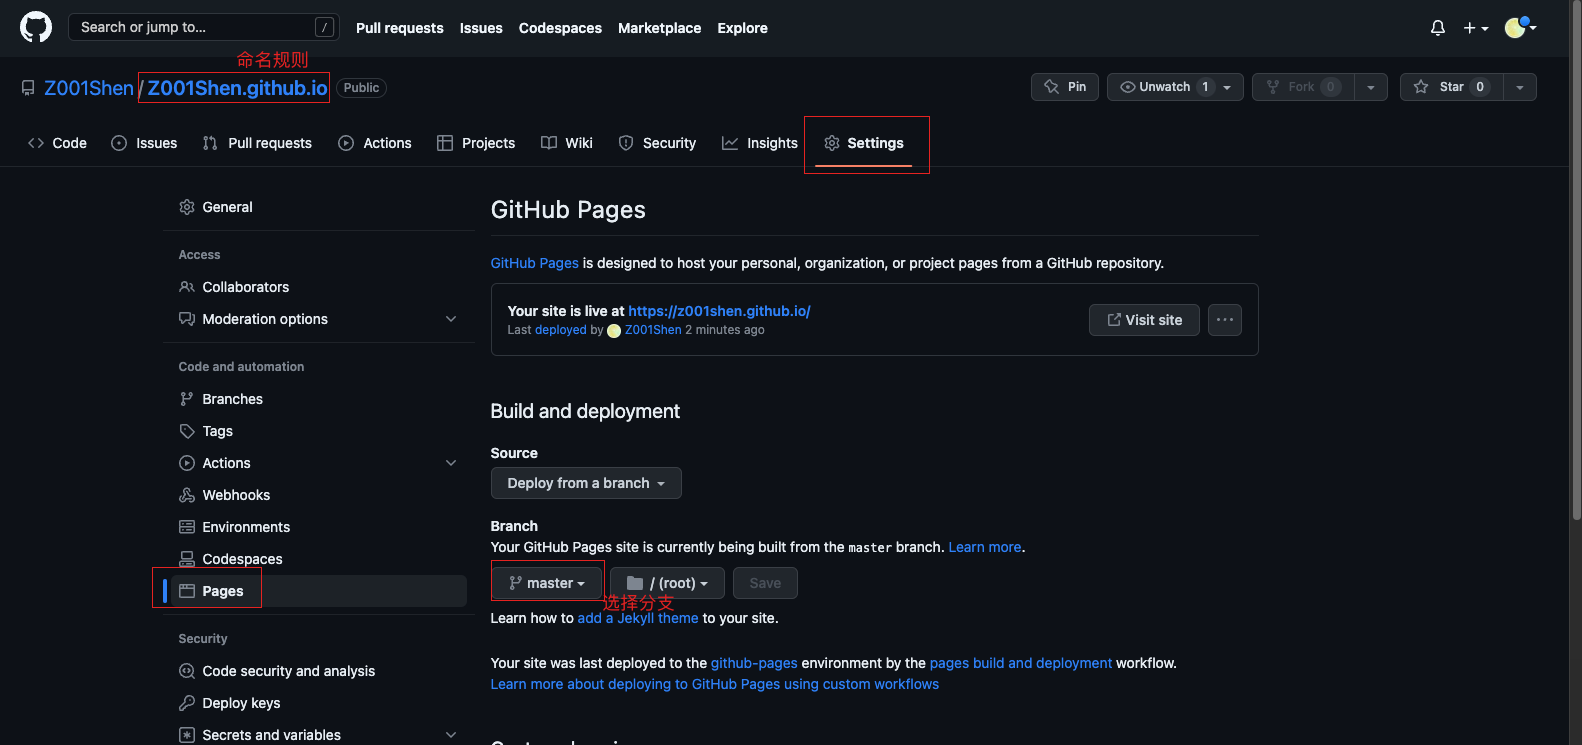 Search or jump to... /
Pull requests Issues Codespaces Marketplace Explore
命名规则
Z001Shen / Z001Shen.github.io Public
Pin Unwatch 1 Fork 0 Star 0
Code Issues Pull requests Actions Projects Wiki Security Insights Settings
General
Access
Collaborators
Moderation options
Code and automation
Branches
Tags
Actions
Webhooks
Environments
Codespaces
Pages
Security
Code security and analysis
Deploy keys
Secrets and variables
GitHub Pages
GitHub Pages is designed to host your personal, organization, or project pages from a GitHub repository.
Your site is live at https://z001shen.github.io/
Last deployed by Z001Shen 2 minutes ago
Visit site ···
Build and deployment
Source
Deploy from a branch
Branch
Your GitHub Pages site is currently being built from the master branch. Learn more.
master / (root) Save
选择分支
Learn how to add a Jekyll theme to your site.
Your site was last deployed to the github-pages environment by the pages build and deployment workflow.
Learn more about deploying to GitHub Pages using custom workflows